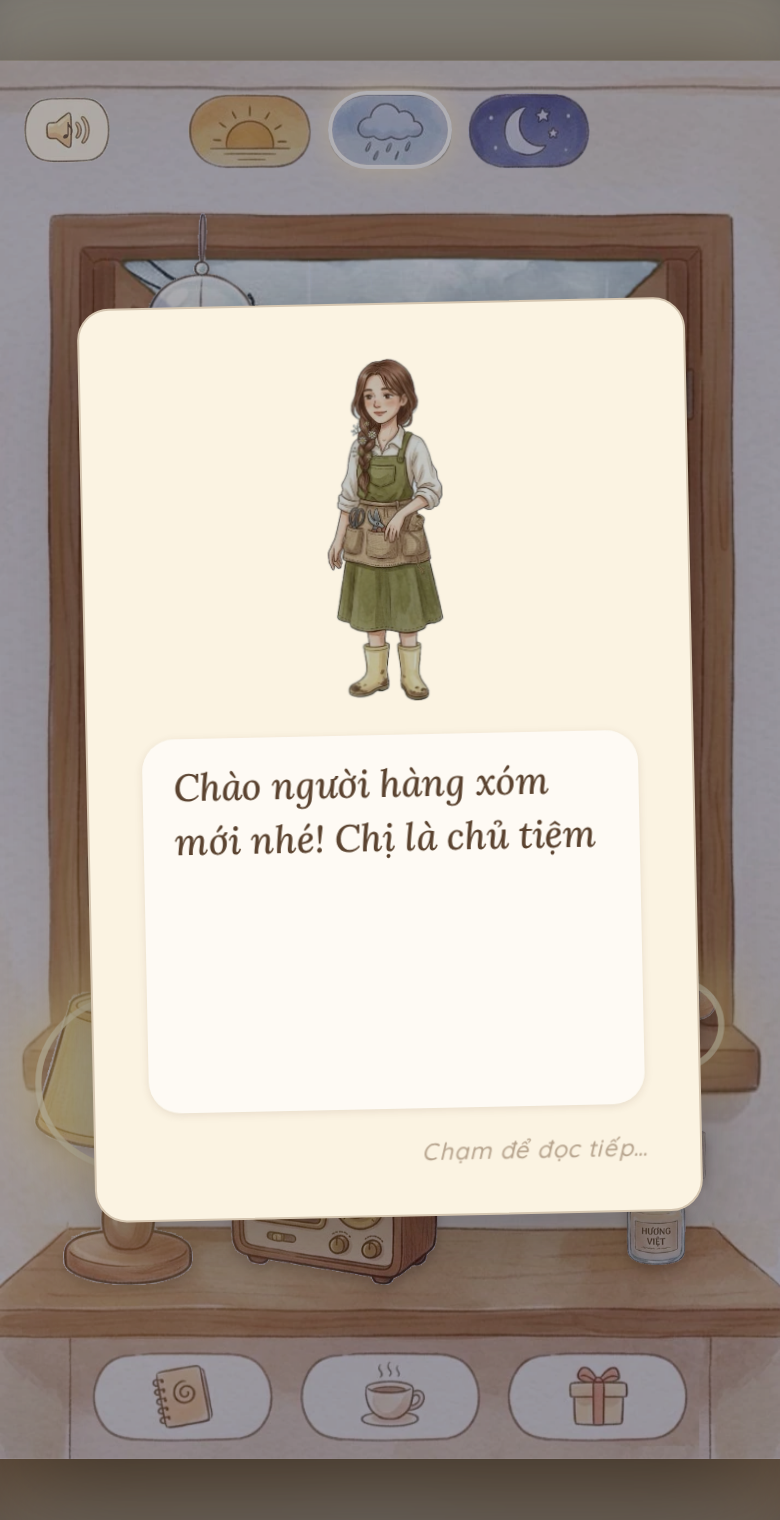 Chào người hàng xóm
mới nhé! Chị là chủ tiệm
Chạm để đọc tiếp...
HƯƠNG
VIỆT